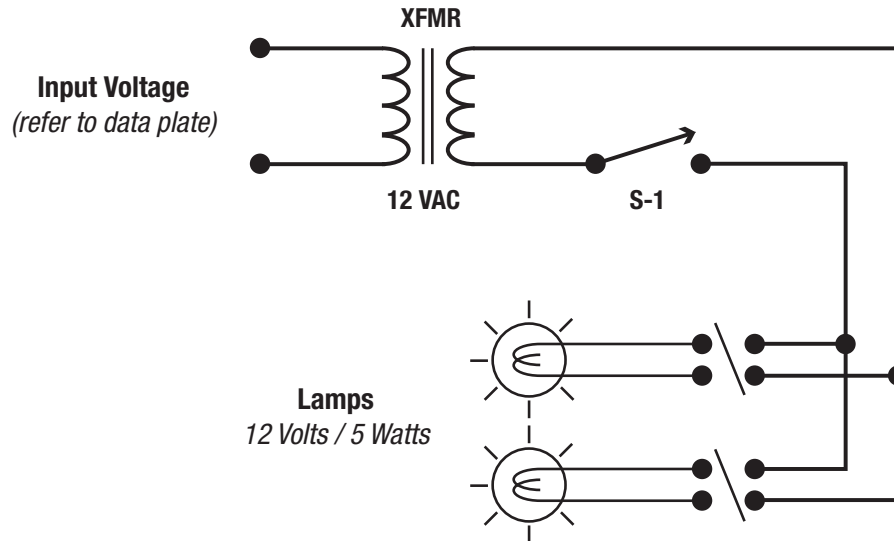 XFMR
Input Voltage
(refer to data plate)
12 VAC
S-1
Lamps
12 Volts / 5 Watts